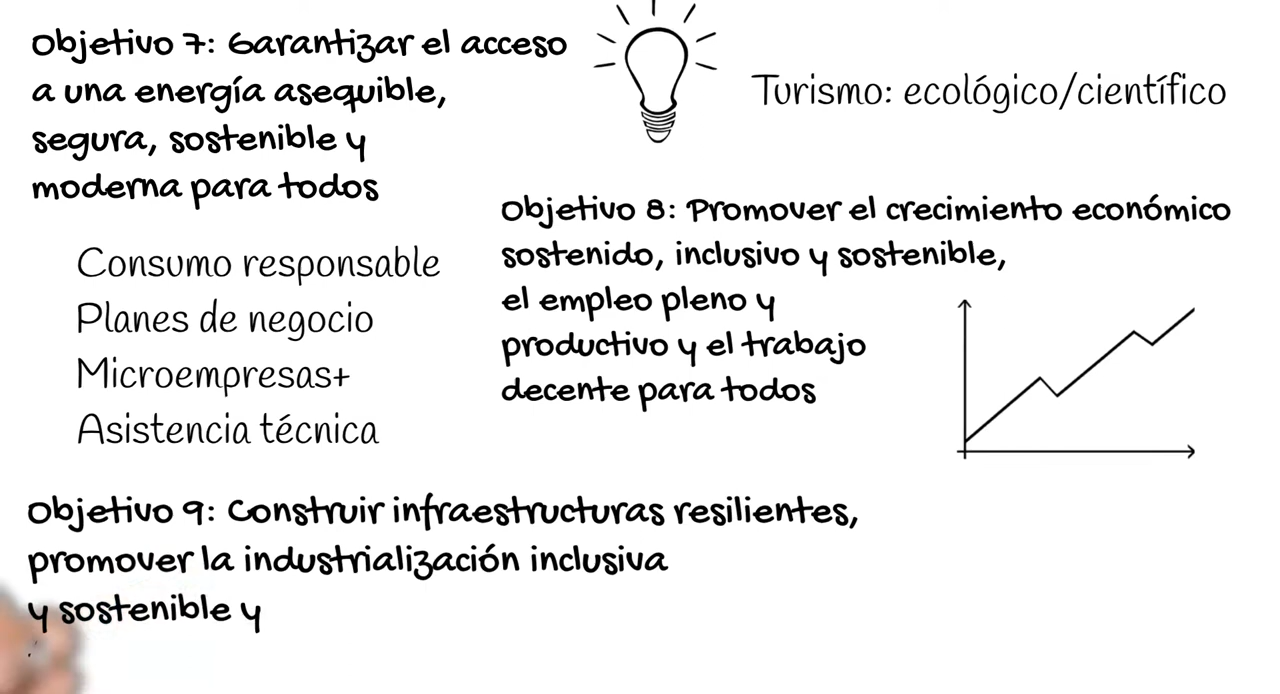 Objetivo 7: Garantizar el acceso
a una energía asequible,
segura, sostenible y
moderna para todos
Turismo: ecológico/científico
Consumo responsable
Planes de negocio
Microempresas+
Asistencia técnica
Objetivo 8: Promover el crecimiento económico
sostenido, inclusivo y sostenible,
el empleo pleno y
productivo y el trabajo
decente para todos
Objetivo 9: Construir infraestructuras resilientes,
promover la industrialización inclusiva
y sostenible y